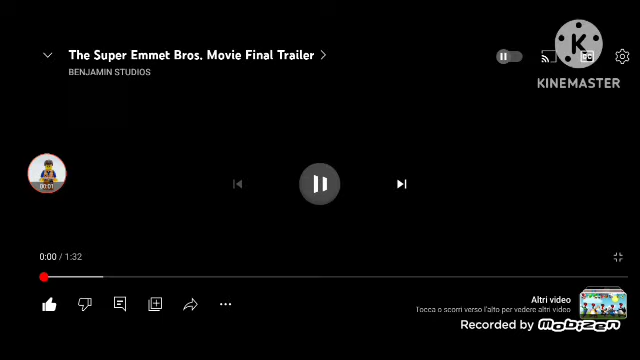 The Super Emmet Bros. Movie Final Trailer
BENJAMIN STUDIOS
K
CC
KINEMASTER
00:01
0:00 / 1:32
Altri video
Tocca o scorri verso l'alto per vedere altri video
Recorded by MOBIZEN